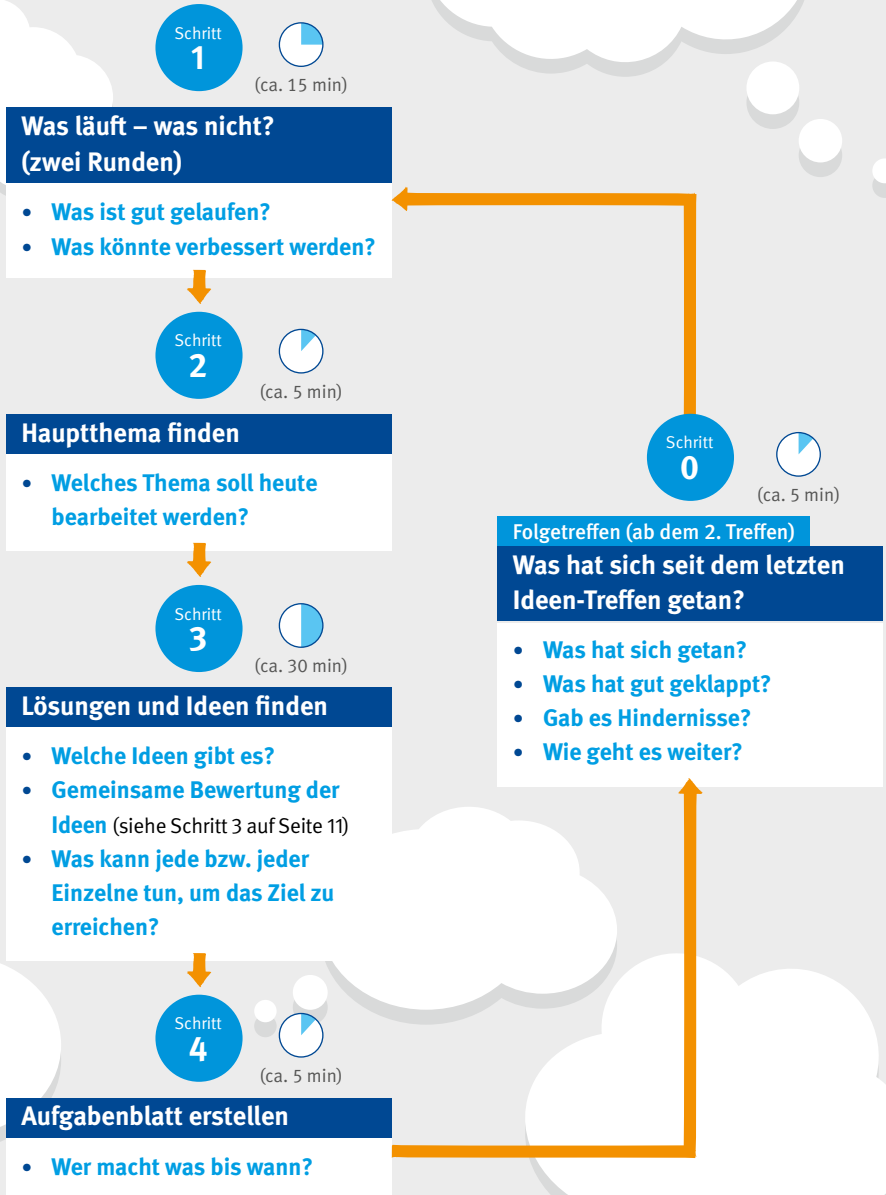 Schritt
1
(ca. 15 min)
Was läuft – was nicht?
(zwei Runden)
• Was ist gut gelaufen?
• Was könnte verbessert werden?
Schritt
2
(ca. 5 min)
Hauptthema finden
• Welches Thema soll heute
bearbeitet werden?
Schritt
3
(ca. 30 min)
Lösungen und Ideen finden
• Welche Ideen gibt es?
• Gemeinsame Bewertung der
Ideen (siehe Schritt 3 auf Seite 11)
• Was kann jede bzw. jeder
Einzelne tun, um das Ziel zu
erreichen?
Schritt
4
(ca. 5 min)
Aufgabenblatt erstellen
• Wer macht was bis wann?
Schritt
0
(ca. 5 min)
Folgetreffen (ab dem 2. Treffen)
Was hat sich seit dem letzten
Ideen-Treffen getan?
• Was hat sich getan?
• Was hat gut geklappt?
• Gab es Hindernisse?
• Wie geht es weiter?